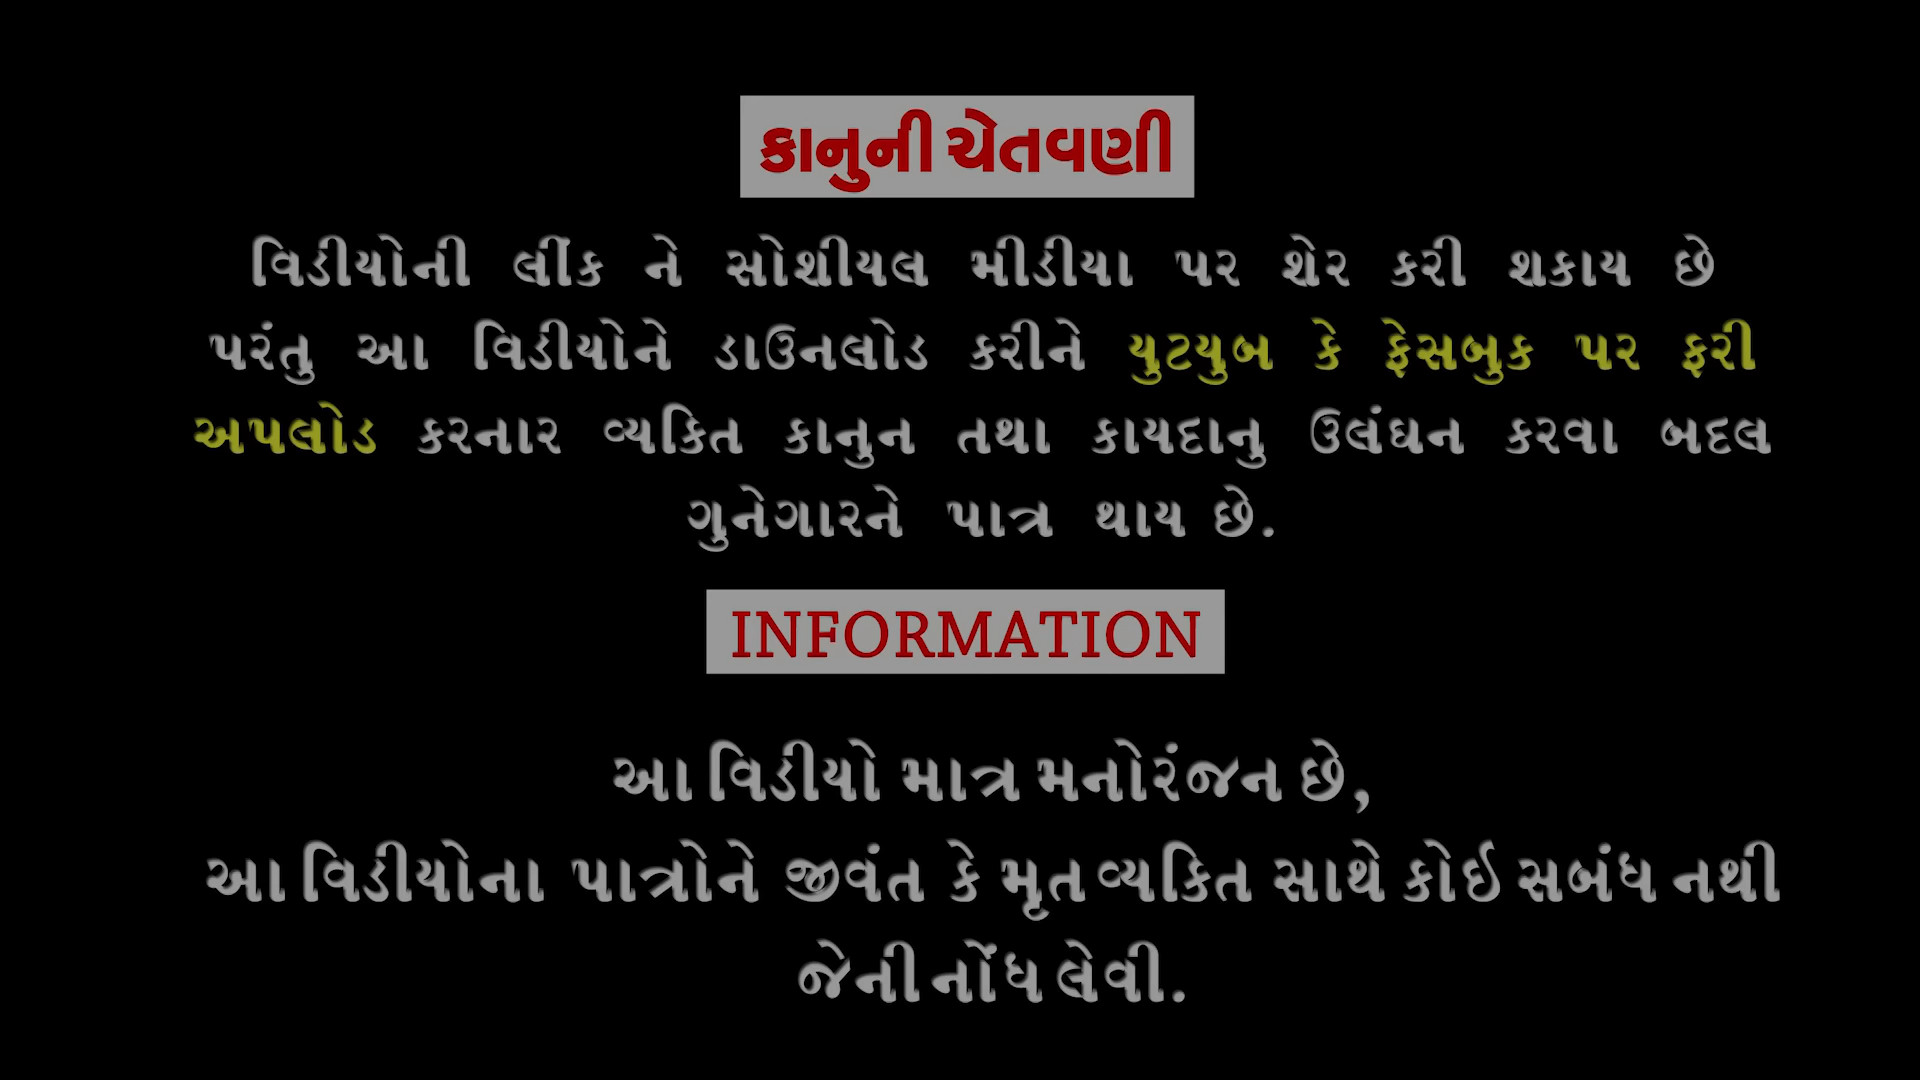 કાનુની ચેતવણી
વિડીયોની લીંક ને સોશીયલ મીડીયા પર શેર કરી શકાય છે
પરંતુ આ વિડીયોને ડાઉનલોડ કરીને યુટયુબ કે ફેસબુક પર ફરી
અપલોડ કરનાર વ્યકિત કાનુન તથા કાયદાનુ ઉલંઘન કરવા બદલ
ગુનેગારને પાત્ર થાય છે.
INFORMATION
આ વિડીયો માત્ર મનોરંજન છે,
આ વિડીયોના પાત્રોને જીવંત કે મૃત વ્યકિત સાથે કોઈ સબંધ નથી
જેની નોંધ લેવી.